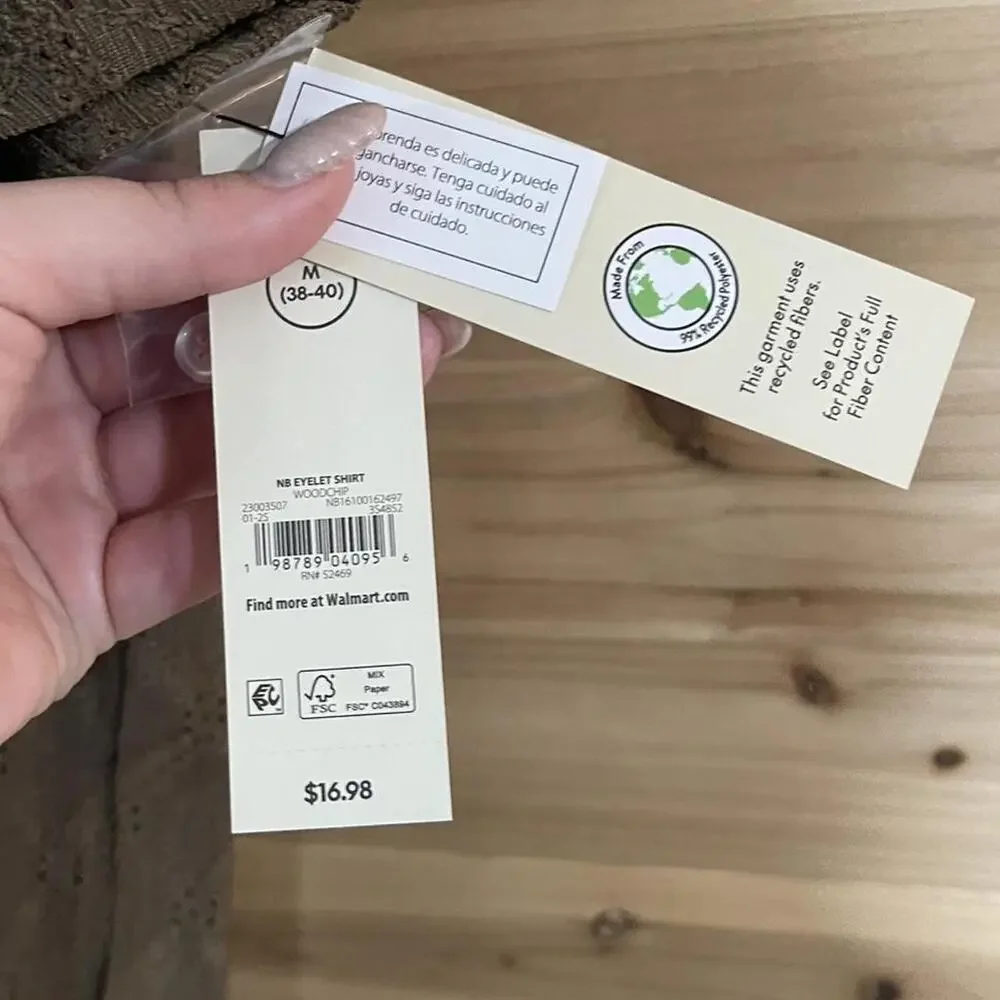 prenda es delicada y puede
gancharse. Tenga cuidado al
joyas y siga las instrucciones
de cuidado.
Made From
99% Recycled Polyester
This garment uses
recycled fibers.
See Label
for Product's Full
Fiber Content
M
(38-40)
NB EYELET SHIRT
WOODCHIP
23003507 NB16100162497
01-25 354852
1 98789 04095 6
RN# 52469
Find more at Walmart.com
EPC
FSC
MIX
Paper
FSC® C043894
$16.98